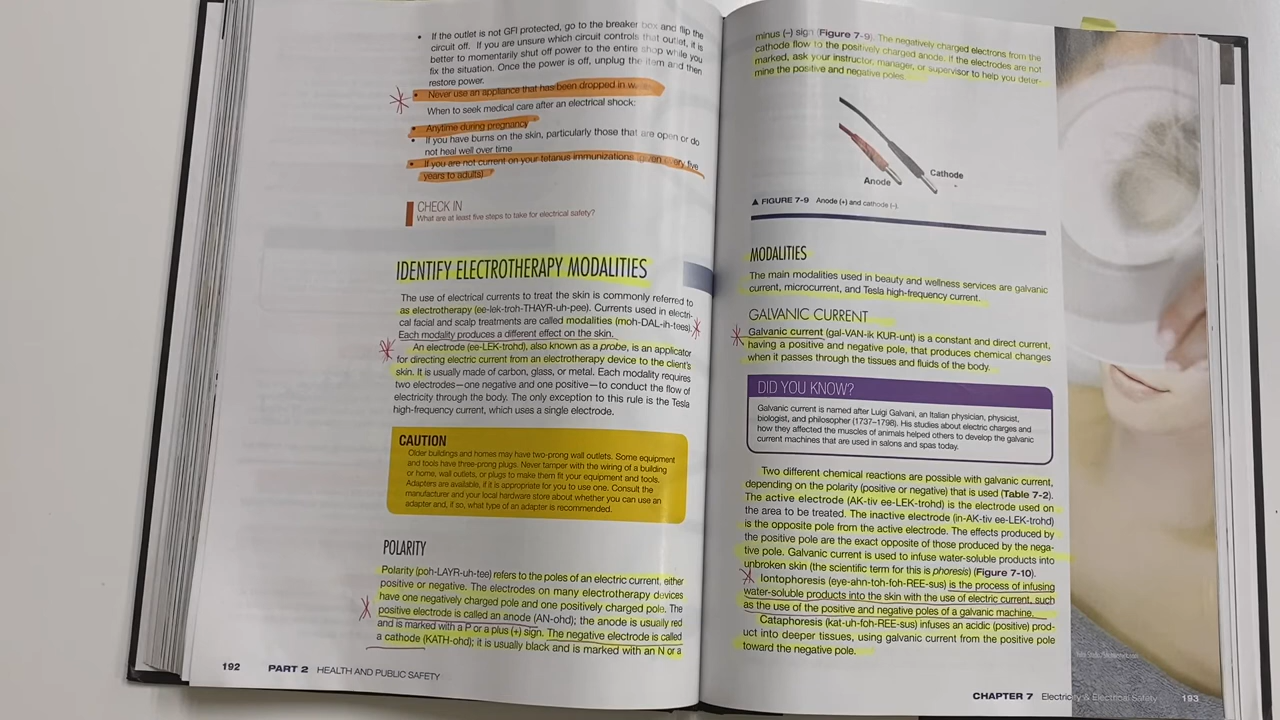 • If the outlet is not GFI protected, go to the breaker box and flip the
circuit off. If you are unsure which circuit controls that outlet, it is
better to momentarily shut off power to the entire shop while you
fix the situation. Once the power is off, unplug the item and then
restore power.
• Never use an appliance that has been dropped in
When to seek medical care after an electrical shock:
• Anytime during pregnancy
• If you have burns on the skin, particularly those that are open or do
not heal well over time
• If you are not current on your tetanus immunizations (given every five
years to adults)
CHECK IN
What are at least five steps to take for electrical safety?
IDENTIFY ELECTROTHERAPY MODALITIES
The use of electrical currents to treat the skin is commonly referred to
as electrotherapy (ee-lek-troh-THAYR-uh-pee). Currents used in electri-
cal facial and scalp treatments are called modalities (moh-DAL-ih-tees).
Each modality produces a different effect on the skin.
An electrode (ee-LEK-trohd), also known as a probe, is an applicator
for directing electric current from an electrotherapy device to the client's
skin. It is usually made of carbon, glass, or metal. Each modality requires
two electrodes—one negative and one positive—to conduct the flow of
electricity through the body. The only exception to this rule is the Tesla
high-frequency current, which uses a single electrode.
CAUTION
Older buildings and homes may have two-prong wall outlets. Some equipment
and tools have three-prong plugs. Never tamper with the wiring of a building
or home, wall outlets, or plugs to make them fit your equipment and tools.
Adapters are available, if it is appropriate for you to use one. Consult the
manufacturer and your local hardware store about whether you can use an
adapter and, if so, what type of an adapter is recommended.
POLARITY
Polarity (poh-LAYR-uh-tee) refers to the poles of an electric current, either
positive or negative. The electrodes on many electrotherapy devices
have one negatively charged pole and one positively charged pole. The
positive electrode is called an anode (AN-ohd); the anode is usually red
and is marked with a P or a plus (+) sign. The negative electrode is called
a cathode (KATH-ohd); it is usually black and is marked with an N or a
192 PART 2 HEALTH AND PUBLIC SAFETY
minus (–) sign (Figure 7-9). The negatively charged electrons from the
cathode flow to the positively charged anode. If the electrodes are not
marked, ask your instructor, manager, or supervisor to help you deter-
mine the positive and negative poles.
Cathode
Anode
▲ FIGURE 7-9 Anode (+) and cathode (–).
MODALITIES
The main modalities used in beauty and wellness services are galvanic
current, microcurrent, and Tesla high-frequency current.
GALVANIC CURRENT
Galvanic current (gal-VAN-ik KUR-unt) is a constant and direct current,
having a positive and negative pole, that produces chemical changes
when it passes through the tissues and fluids of the body.
DID YOU KNOW?
Galvanic current is named after Luigi Galvani, an Italian physician, physicist,
biologist, and philosopher (1737–1798). His studies about electric charges and
how they affected the muscles of animals helped others to develop the galvanic
current machines that are used in salons and spas today.
Two different chemical reactions are possible with galvanic current,
depending on the polarity (positive or negative) that is used (Table 7-2).
The active electrode (AK-tiv ee-LEK-trohd) is the electrode used on
the area to be treated. The inactive electrode (in-AK-tiv ee-LEK-trohd)
is the opposite pole from the active electrode. The effects produced by
the positive pole are the exact opposite of those produced by the nega-
tive pole. Galvanic current is used to infuse water-soluble products into
unbroken skin (the scientific term for this is phoresis) (Figure 7-10).
Iontophoresis (eye-ahn-toh-foh-REE-sus) is the process of infusing
water-soluble products into the skin with the use of electric current, such
as the use of the positive and negative poles of a galvanic machine.
Cataphoresis (kat-uh-foh-REE-sus) infuses an acidic (positive) prod-
uct into deeper tissues, using galvanic current from the positive pole
toward the negative pole.
CHAPTER 7 Electricity & Electrical Safety 193